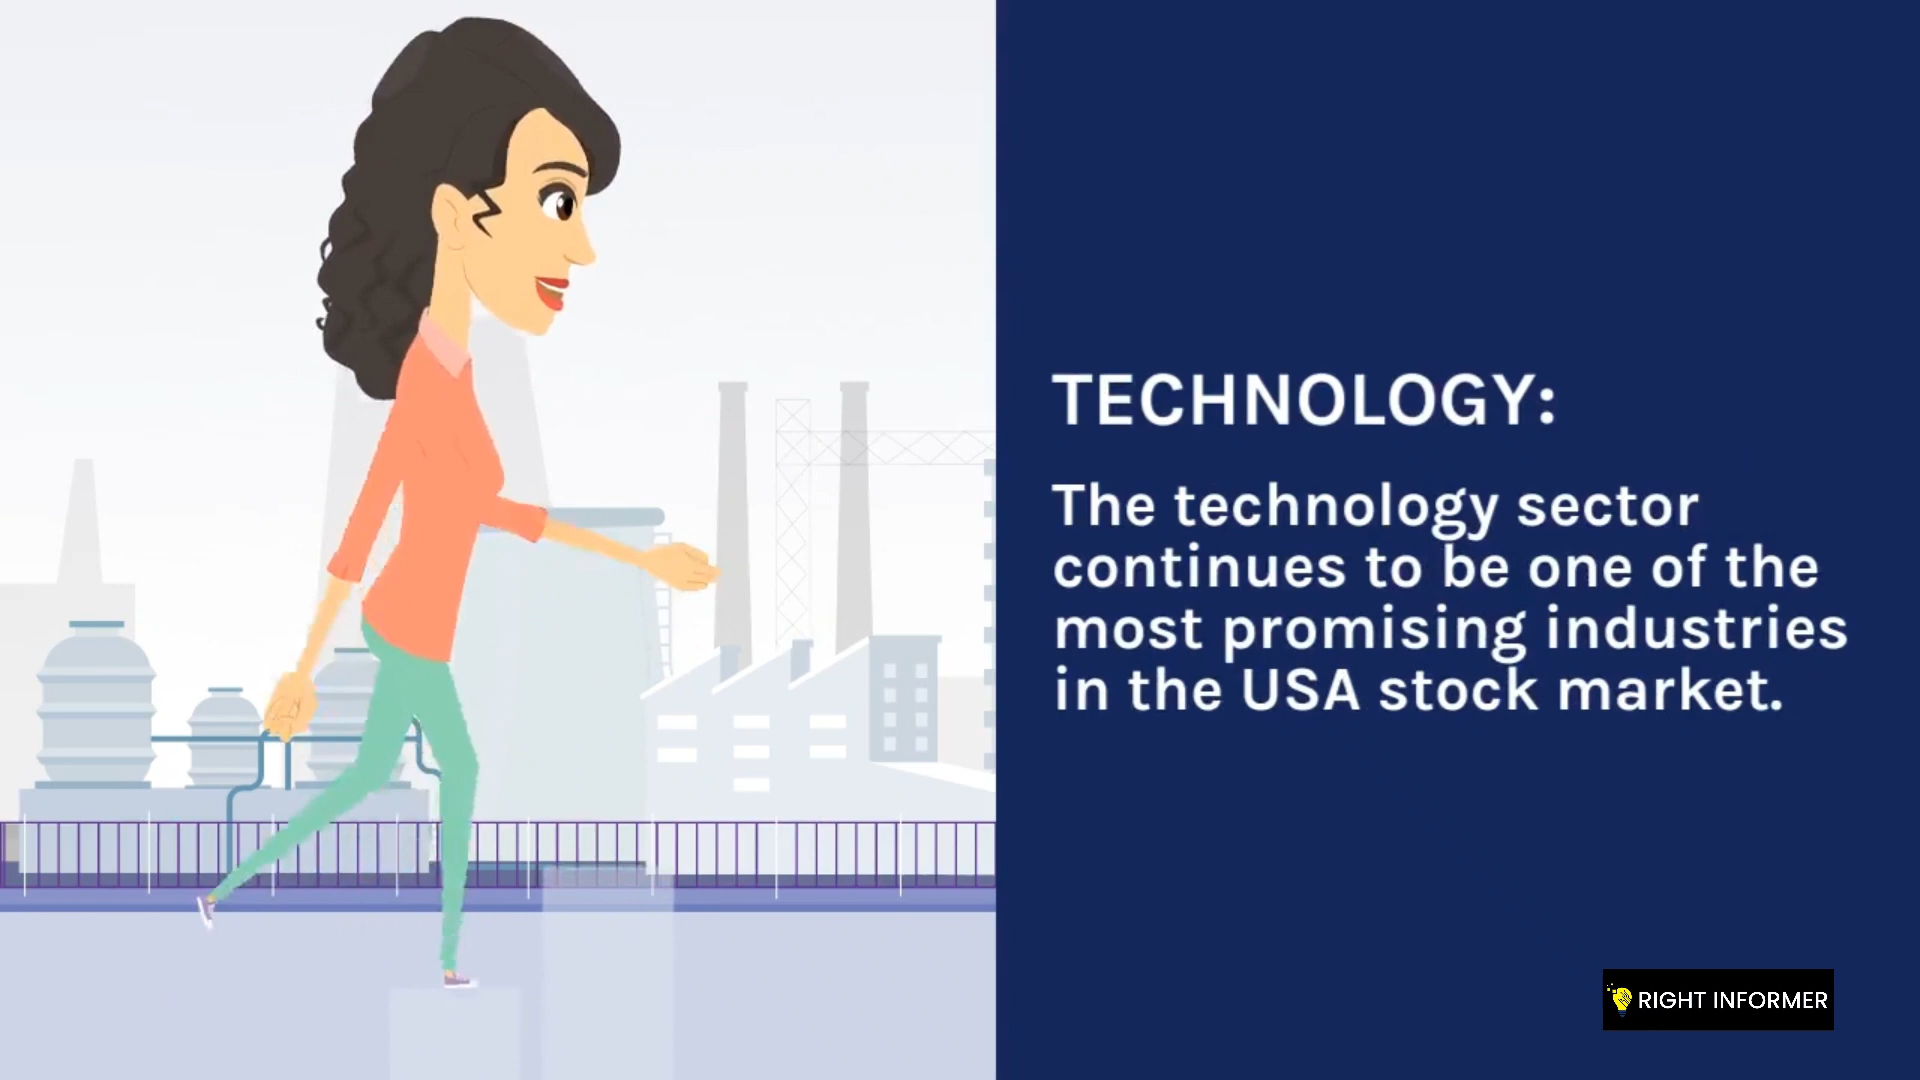 TECHNOLOGY:
The technology sector
continues to be one of the
most promising industries
in the USA stock market.
RIGHT INFORMER